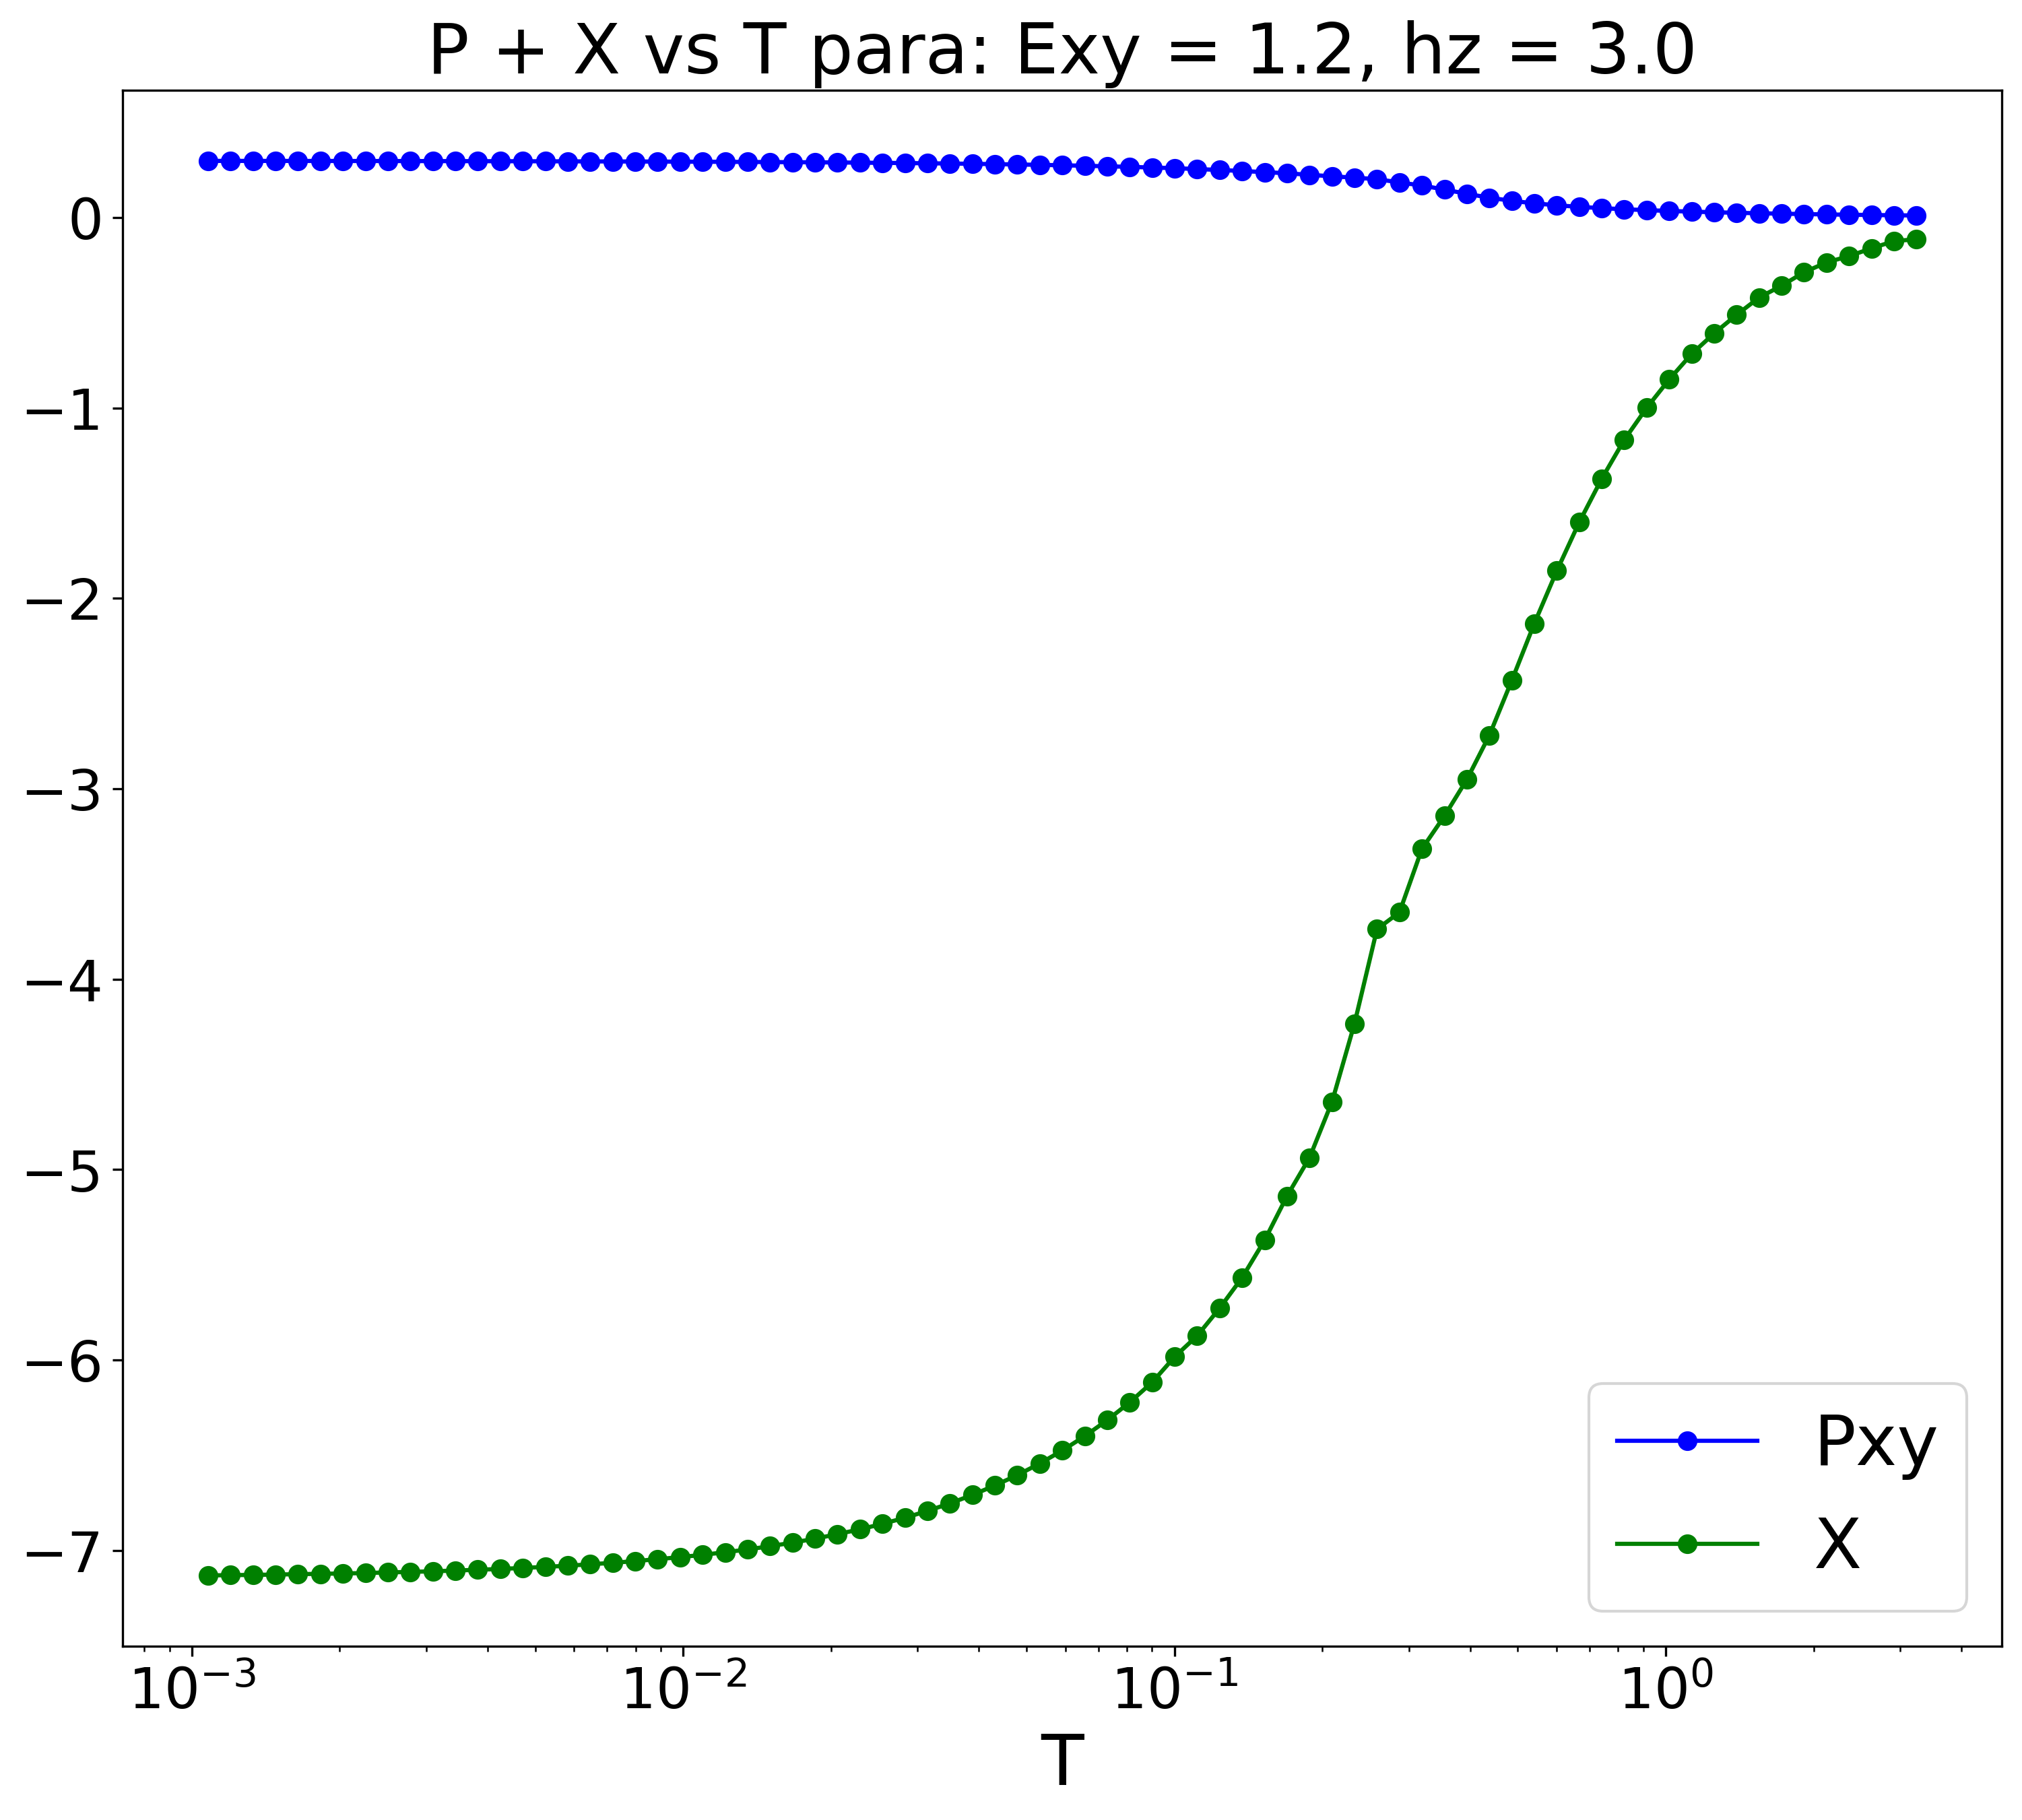 P + X vs T para: Exy = 1.2, hz = 3.0
0
−1
−2
−3
−4
−5
−6
−7
Pxy
X
10⁻³ 10⁻² 10⁻¹ 10⁰
T